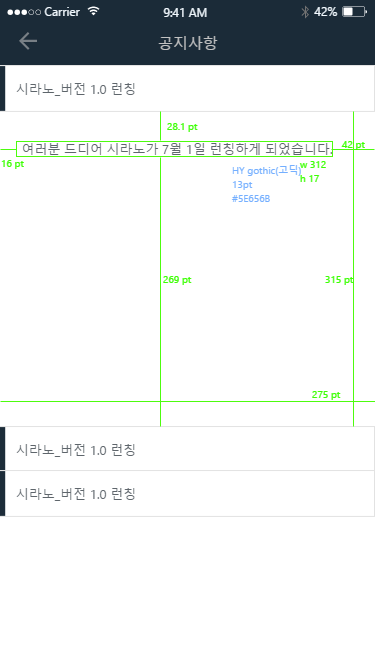 Carrier 9:41 AM 42%
공지사항
시라노_버전 1.0 런칭
28.1 pt
여러분 드디어 시라노가 7월 1일 런칭하게 되었습니다.
42 pt
16 pt
w 312
h 17
HY gothic(고딕)
13pt
#5E656B
269 pt
315 pt
275 pt
시라노_버전 1.0 런칭
시라노_버전 1.0 런칭